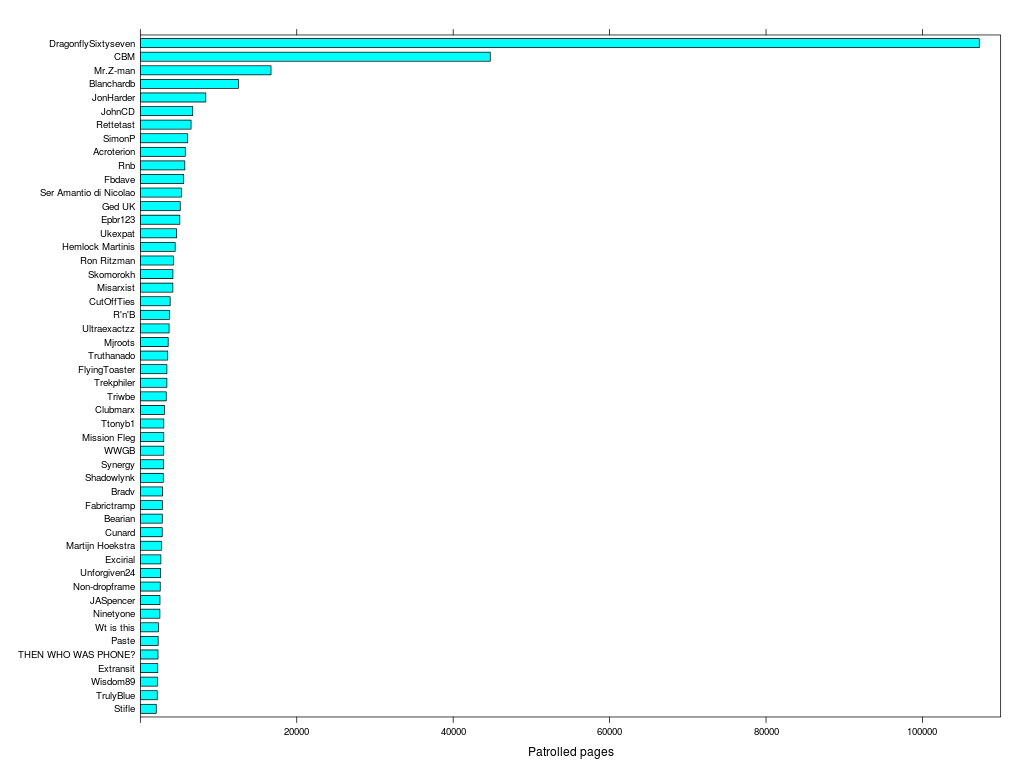 DragonflySixtyseven
CBM
Mr.Z-man
Blanchardb
JonHarder
JohnCD
Rettetast
SimonP
Acroterion
Rnb
Fbdave
Ser Amantio di Nicolao
Ged UK
Epbr123
Ukexpat
Hemlock Martinis
Ron Ritzman
Skomorokh
Misarxist
CutOffTies
R'n'B
Ultraexactzz
Mjroots
Truthanado
FlyingToaster
Trekphiler
Triwbe
Clubmarx
Ttonyb1
Mission Fleg
WWGB
Synergy
Shadowlynk
Bradv
Fabrictramp
Bearian
Cunard
Martijn Hoekstra
Excirial
Unforgiven24
Non-dropframe
JASpencer
Ninetyone
Wt is this
Paste
THEN WHO WAS PHONE?
Extransit
Wisdom89
TrulyBlue
Stifle
20000 40000 60000 80000 100000
Patrolled pages